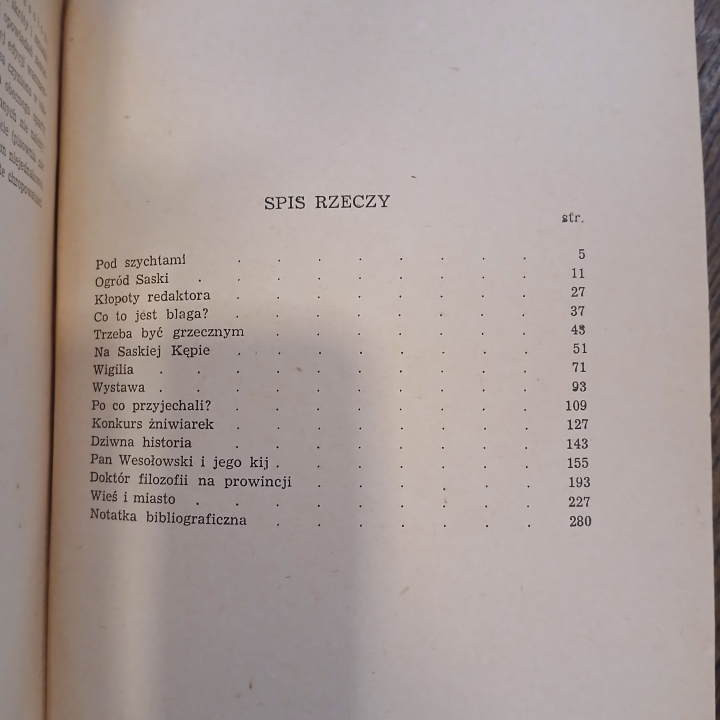 SPIS RZECZY
str.
Pod szychtami . . . . . . . . 5
Ogród Saski . . . . . . . . . 11
Kłopoty redaktora . . . . . . . . 27
Co to jest blaga? . . . . . . . . 37
Trzeba być grzecznym . . . . . . . 43
Na Saskiej Kępie . . . . . . . . 51
Wigilia . . . . . . . . . . 71
Wystawa . . . . . . . . . . 93
Po co przyjechali? . . . . . . . . 109
Konkurs żniwiarek . . . . . . . . 127
Dziwna historia . . . . . . . . 143
Pan Wesołowski i jego kij . . . . . . . 155
Doktór filozofii na prowincji . . . . . . 193
Wieś i miasto . . . . . . . . . 227
Notatka bibliograficzna . . . . . . . 280